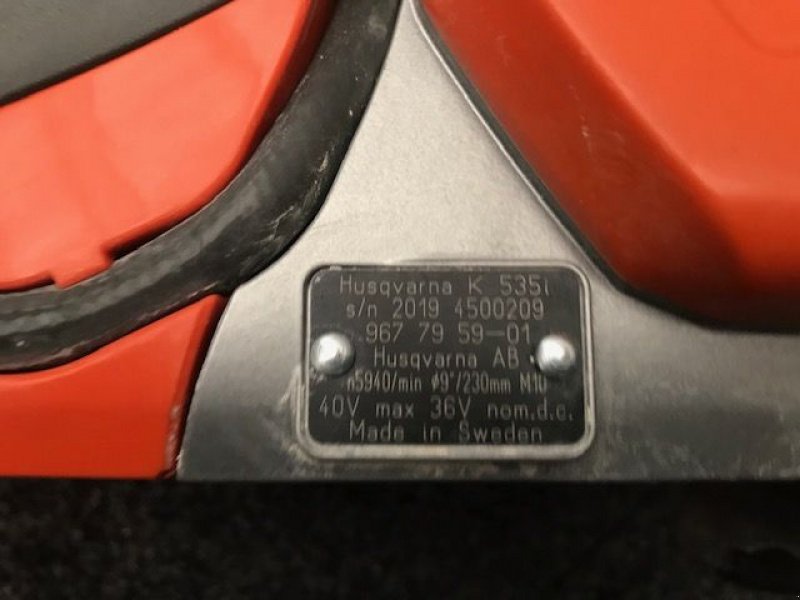 Husqvarna K 535i
s/n 2019 4500209
967 79 59-01
Husqvarna AB
n5940/min ø9"/230mm M10
40V max 36V nom.d.c.
Made in Sweden